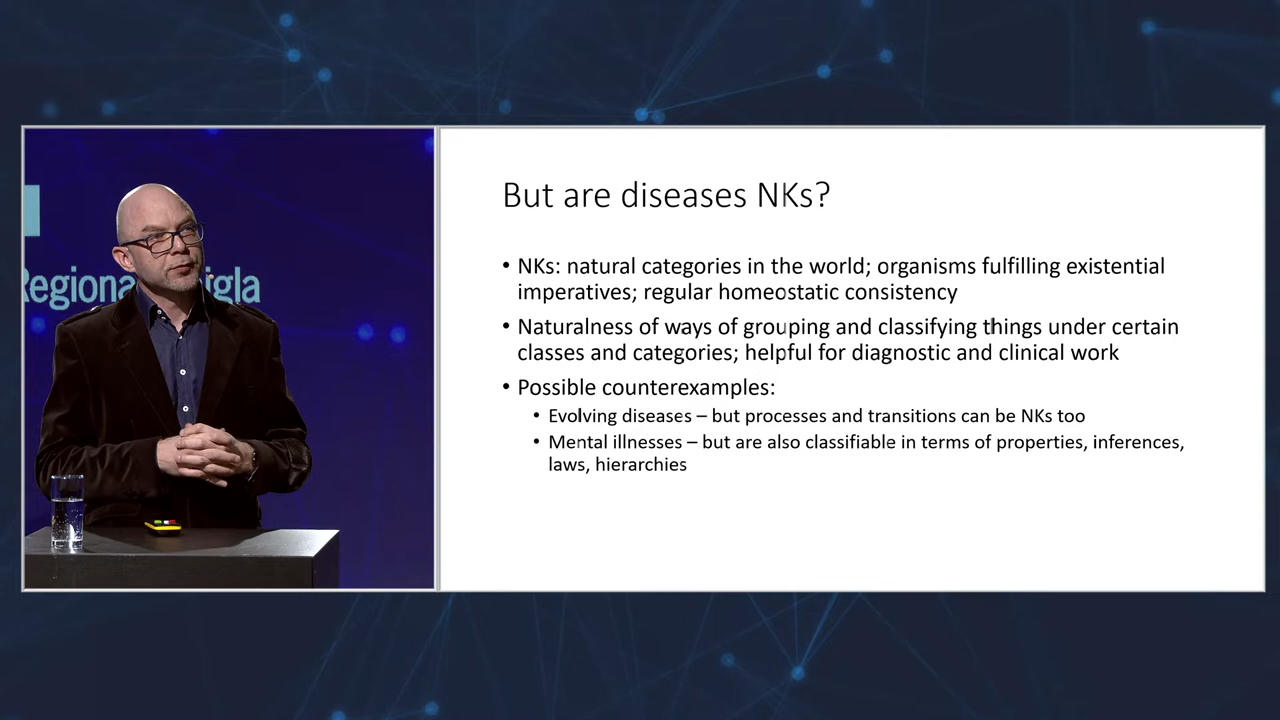 But are diseases NKs?
• NKs: natural categories in the world; organisms fulfilling existential
imperatives; regular homeostatic consistency
• Naturalness of ways of grouping and classifying things under certain
classes and categories; helpful for diagnostic and clinical work
• Possible counterexamples:
• Evolving diseases – but processes and transitions can be NKs too
• Mental illnesses – but are also classifiable in terms of properties, inferences,
laws, hierarchies